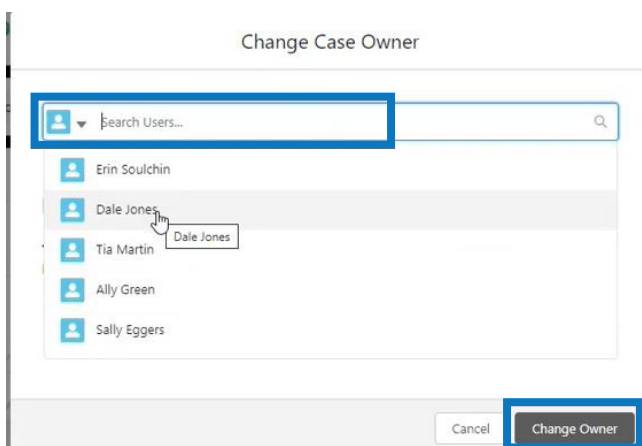 Change Case Owner
Search Users...
Erin Soulchin
Dale Jones
Dale Jones
Tia Martin
Ally Green
Sally Eggers
Cancel
Change Owner